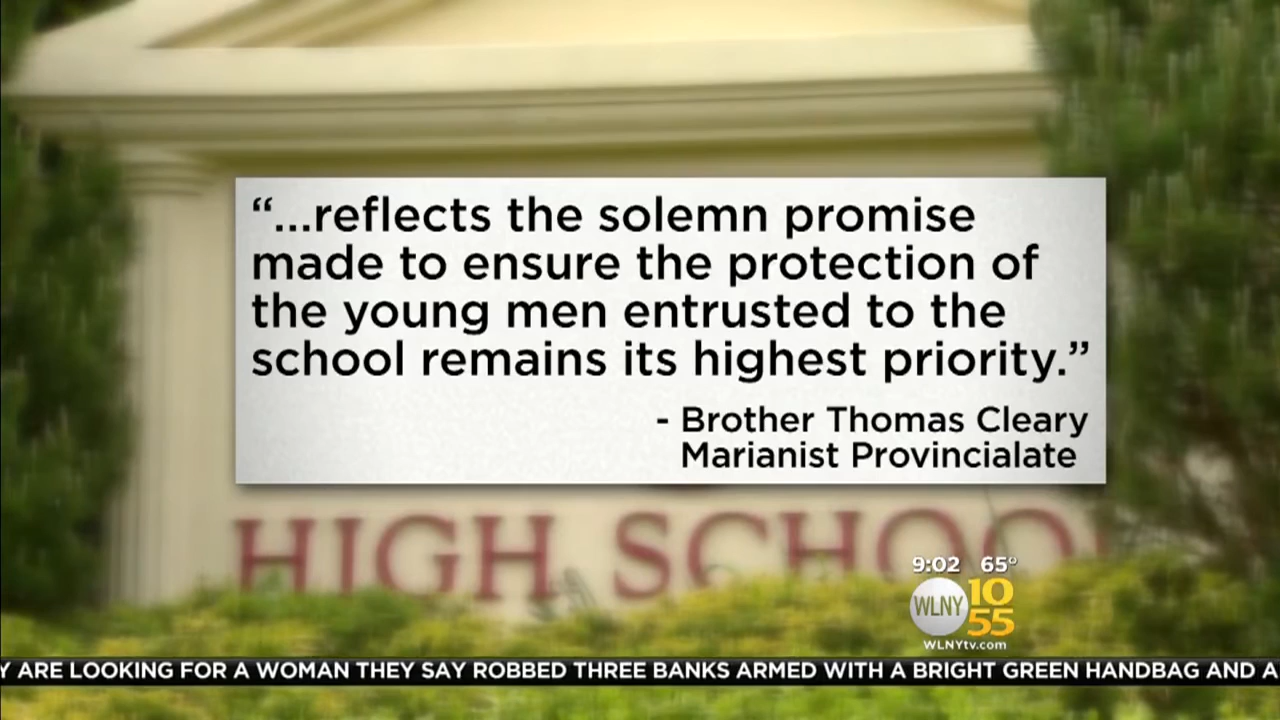 “...reflects the solemn promise
made to ensure the protection of
the young men entrusted to the
school remains its highest priority.”
- Brother Thomas Cleary
Marianist Provincialate
HIGH SCHOOL
9:02 65°
WLNY 10
55
WLNYtv.com
Y ARE LOOKING FOR A WOMAN THEY SAY ROBBED THREE BANKS ARMED WITH A BRIGHT GREEN HANDBAG AND A